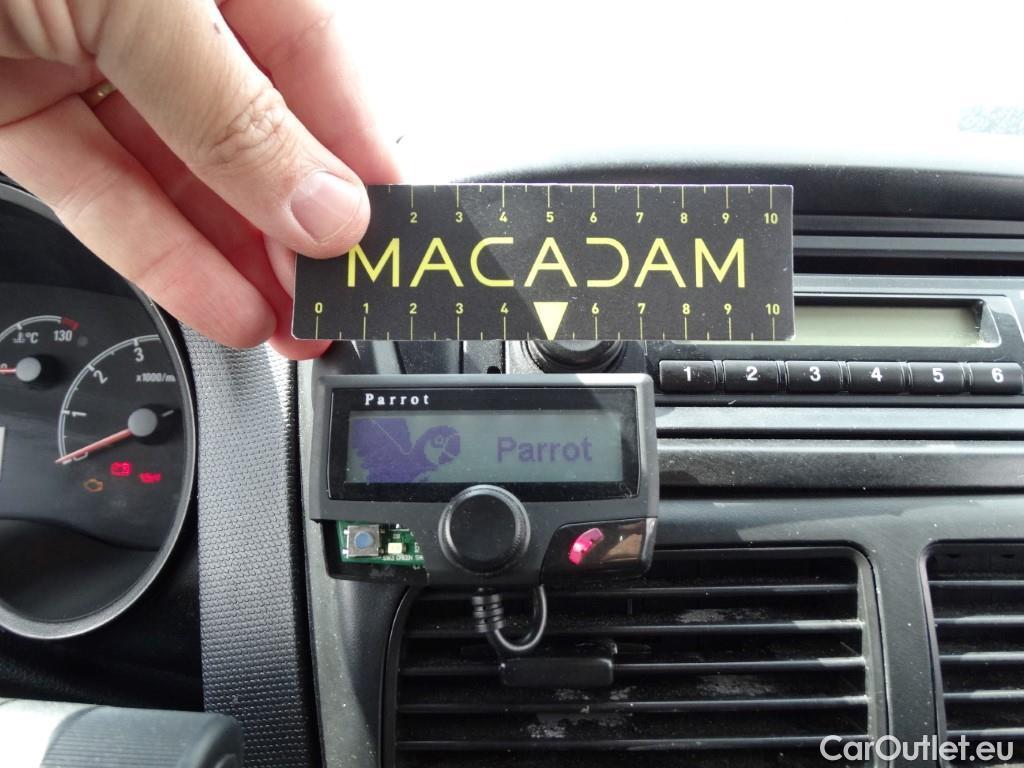 2 3 4 5 6 7 8 9 10
MACADAM
0 1 2 3 4 6 7 8 9 10
°C 130
1 2 3
x1000/m
1 2 3 4 5 6
Parrot
Parrot
CarOutlet.eu